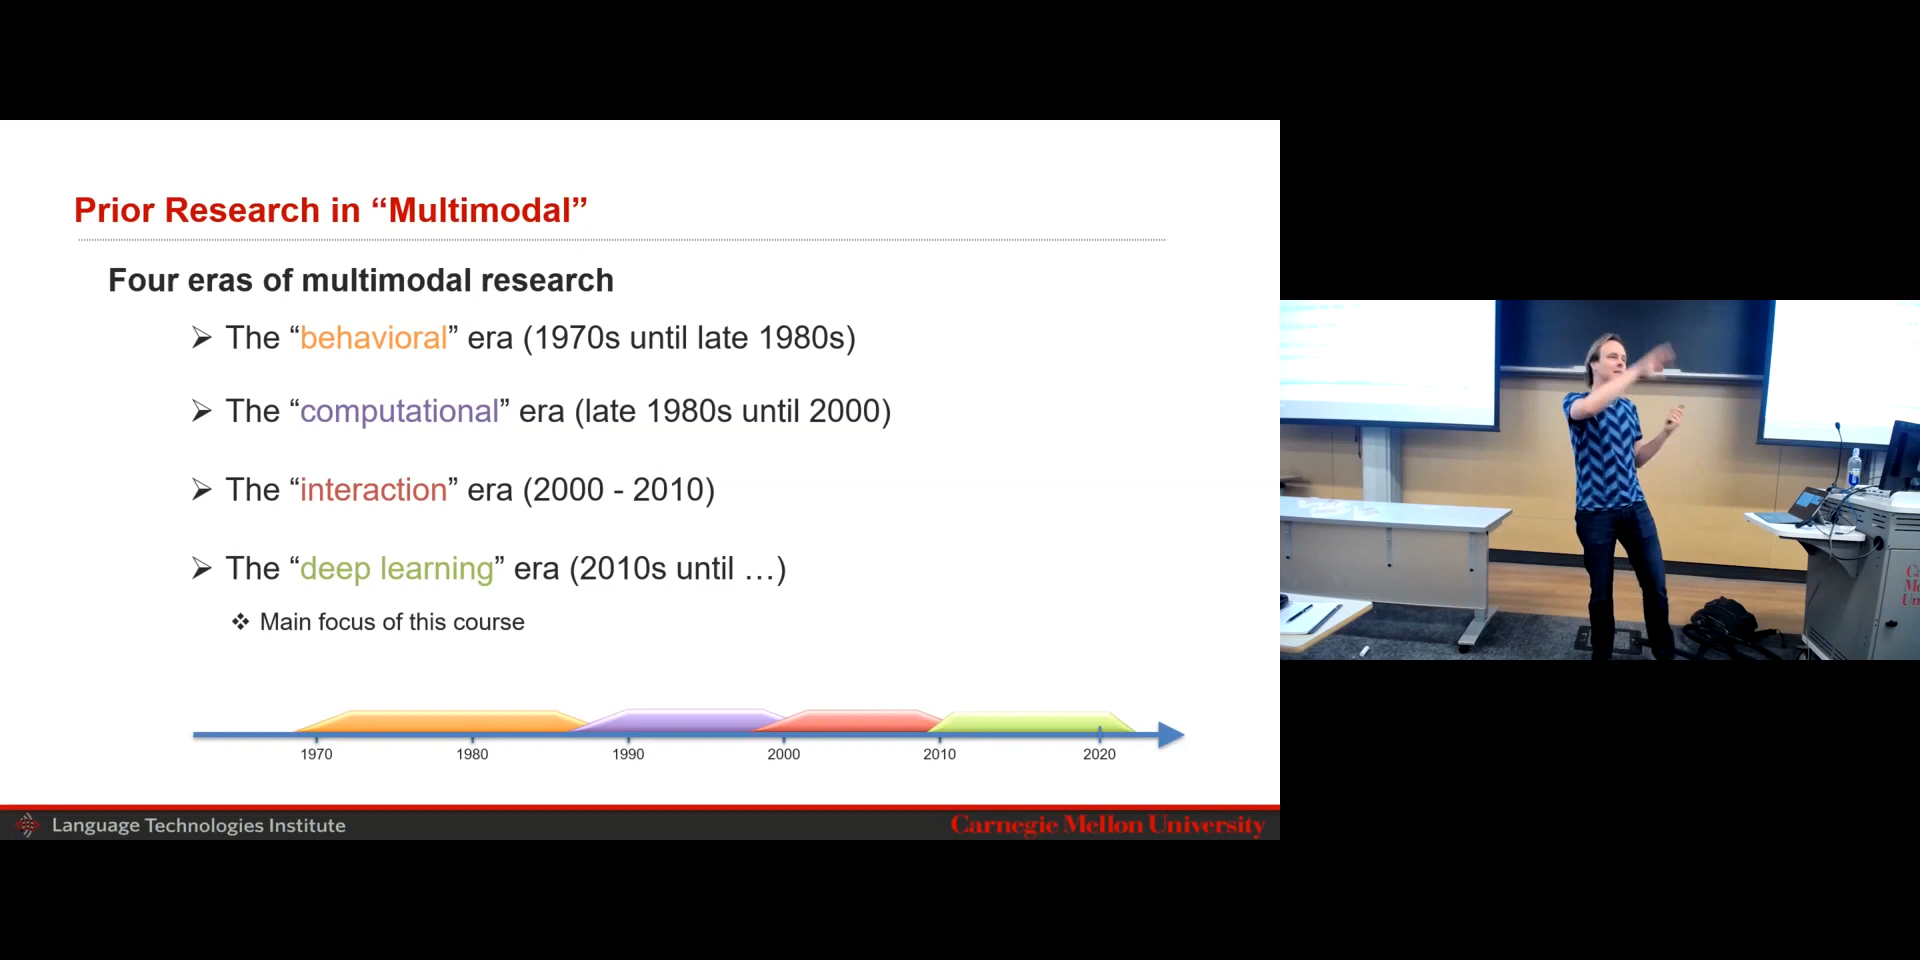 Prior Research in “Multimodal”
Four eras of multimodal research
➢ The “behavioral” era (1970s until late 1980s)
➢ The “computational” era (late 1980s until 2000)
➢ The “interaction” era (2000 - 2010)
➢ The “deep learning” era (2010s until …)
❖ Main focus of this course
1970 1980 1990 2000 2010 2020
Language Technologies Institute
Carnegie Mellon University